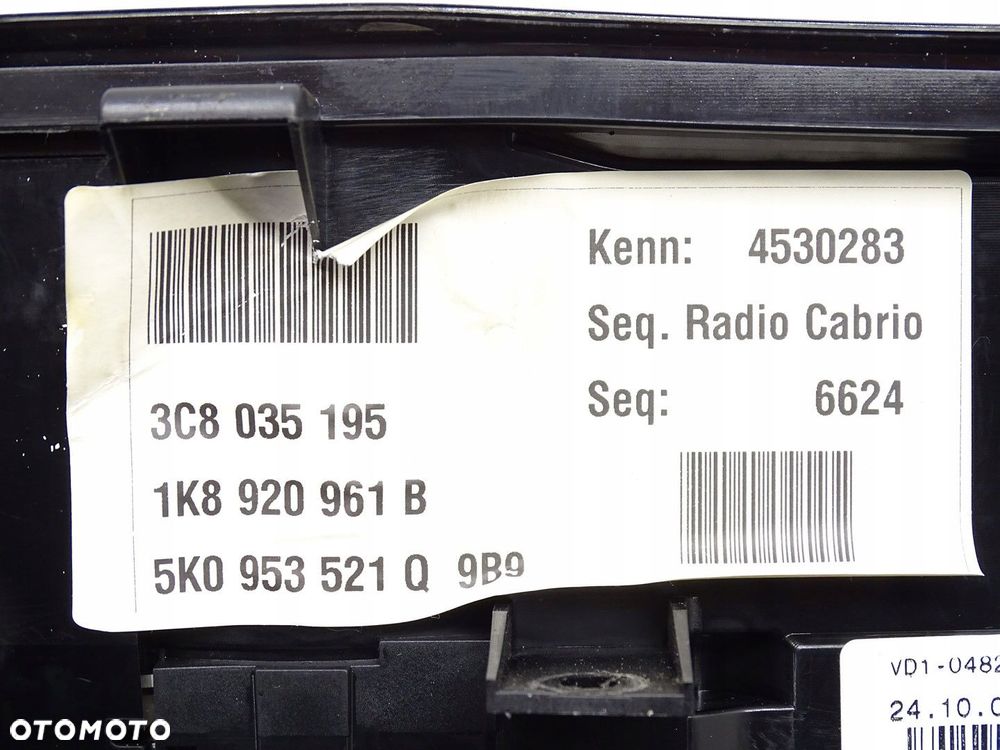 Kenn: 4530283
Seq. Radio Cabrio
Seq: 6624
3C8 035 195
1K8 920 961 B
5K0 953 521 Q 9B9
VD1-0482
24.10.0
OTOMOTO